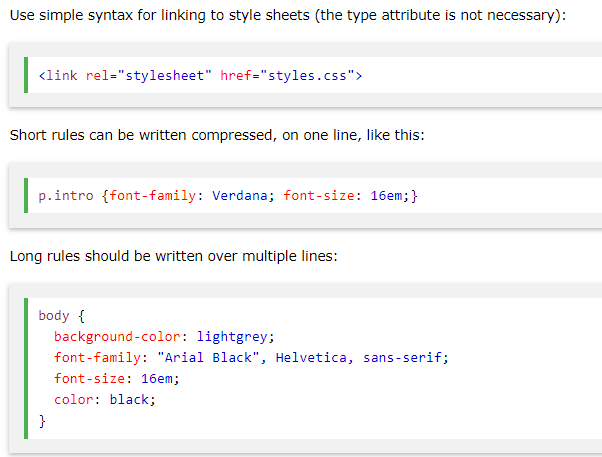 Use simple syntax for linking to style sheets (the type attribute is not necessary):
<link rel="stylesheet" href="styles.css">
Short rules can be written compressed, on one line, like this:
p.intro {font-family: Verdana; font-size: 16em;}
Long rules should be written over multiple lines:
body {
  background-color: lightgrey;
  font-family: "Arial Black", Helvetica, sans-serif;
  font-size: 16em;
  color: black;
}